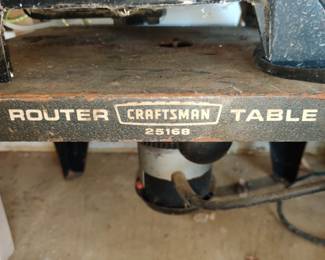 ROUTER CRAFTSMAN TABLE
25168